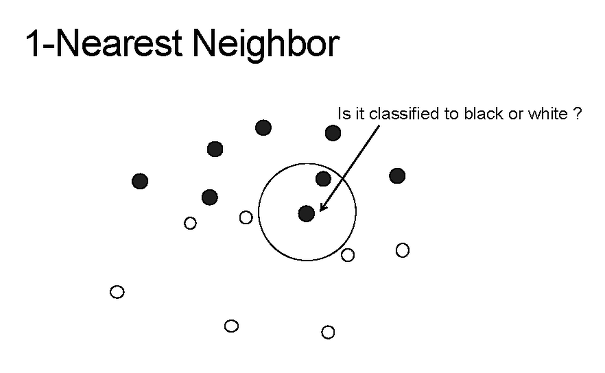 1-Nearest Neighbor
Is it classified to black or white ?